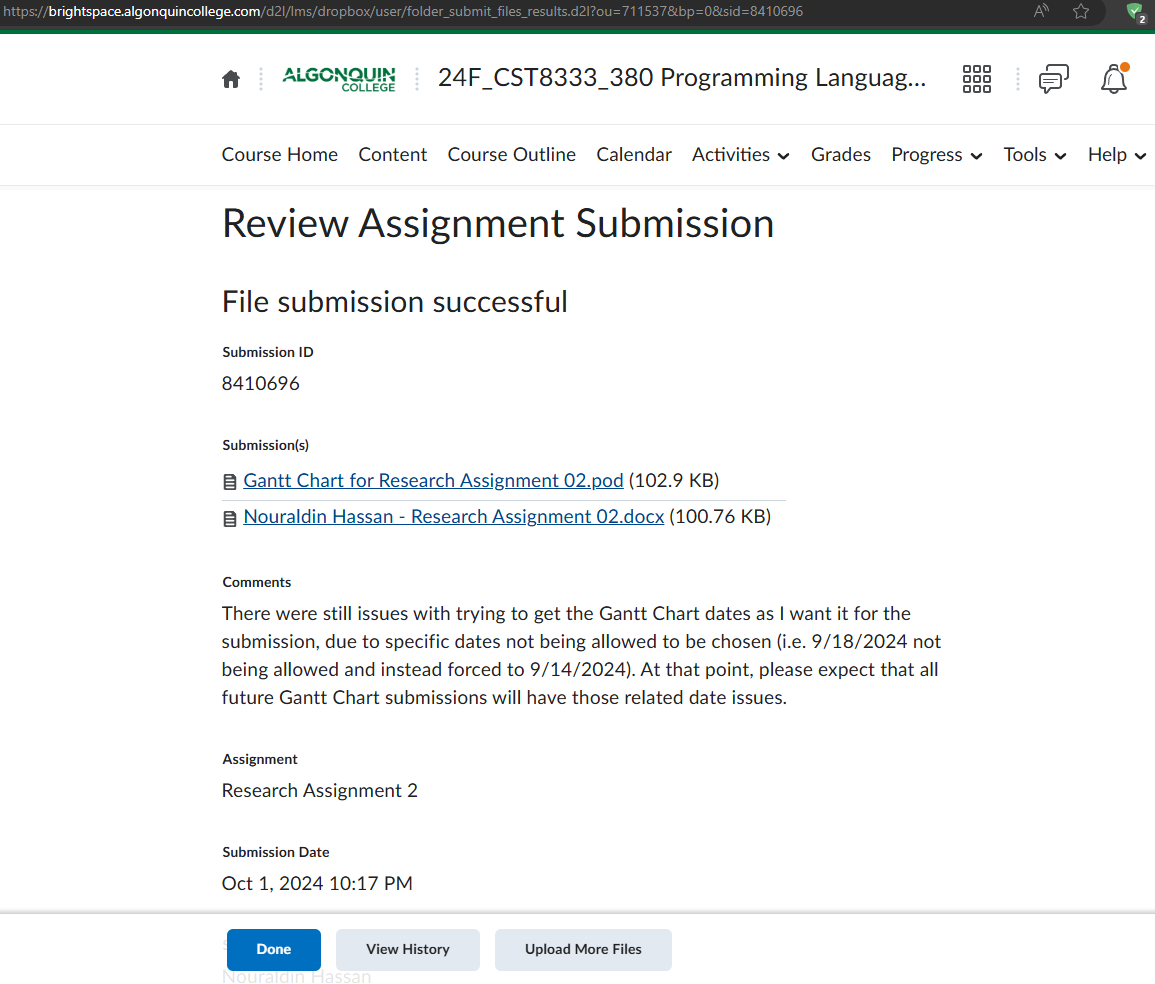 https://brightspace.algonquincollege.com/d2l/lms/dropbox/user/folder_submit_files_results.d2l?ou=711537&bp=0&sid=8410696
2
ALGONQUIN
COLLEGE
24F_CST8333_380 Programming Languag...
Course Home Content Course Outline Calendar Activities Grades Progress Tools Help
Review Assignment Submission
File submission successful
Submission ID
8410696
Submission(s)
Gantt Chart for Research Assignment 02.pod (102.9 KB)
Nouraldin Hassan - Research Assignment 02.docx (100.76 KB)
Comments
There were still issues with trying to get the Gantt Chart dates as I want it for the
submission, due to specific dates not being allowed to be chosen (i.e. 9/18/2024 not
being allowed and instead forced to 9/14/2024). At that point, please expect that all
future Gantt Chart submissions will have those related date issues.
Assignment
Research Assignment 2
Submission Date
Oct 1, 2024 10:17 PM
Done View History Upload More Files
Nouraldin Hassan